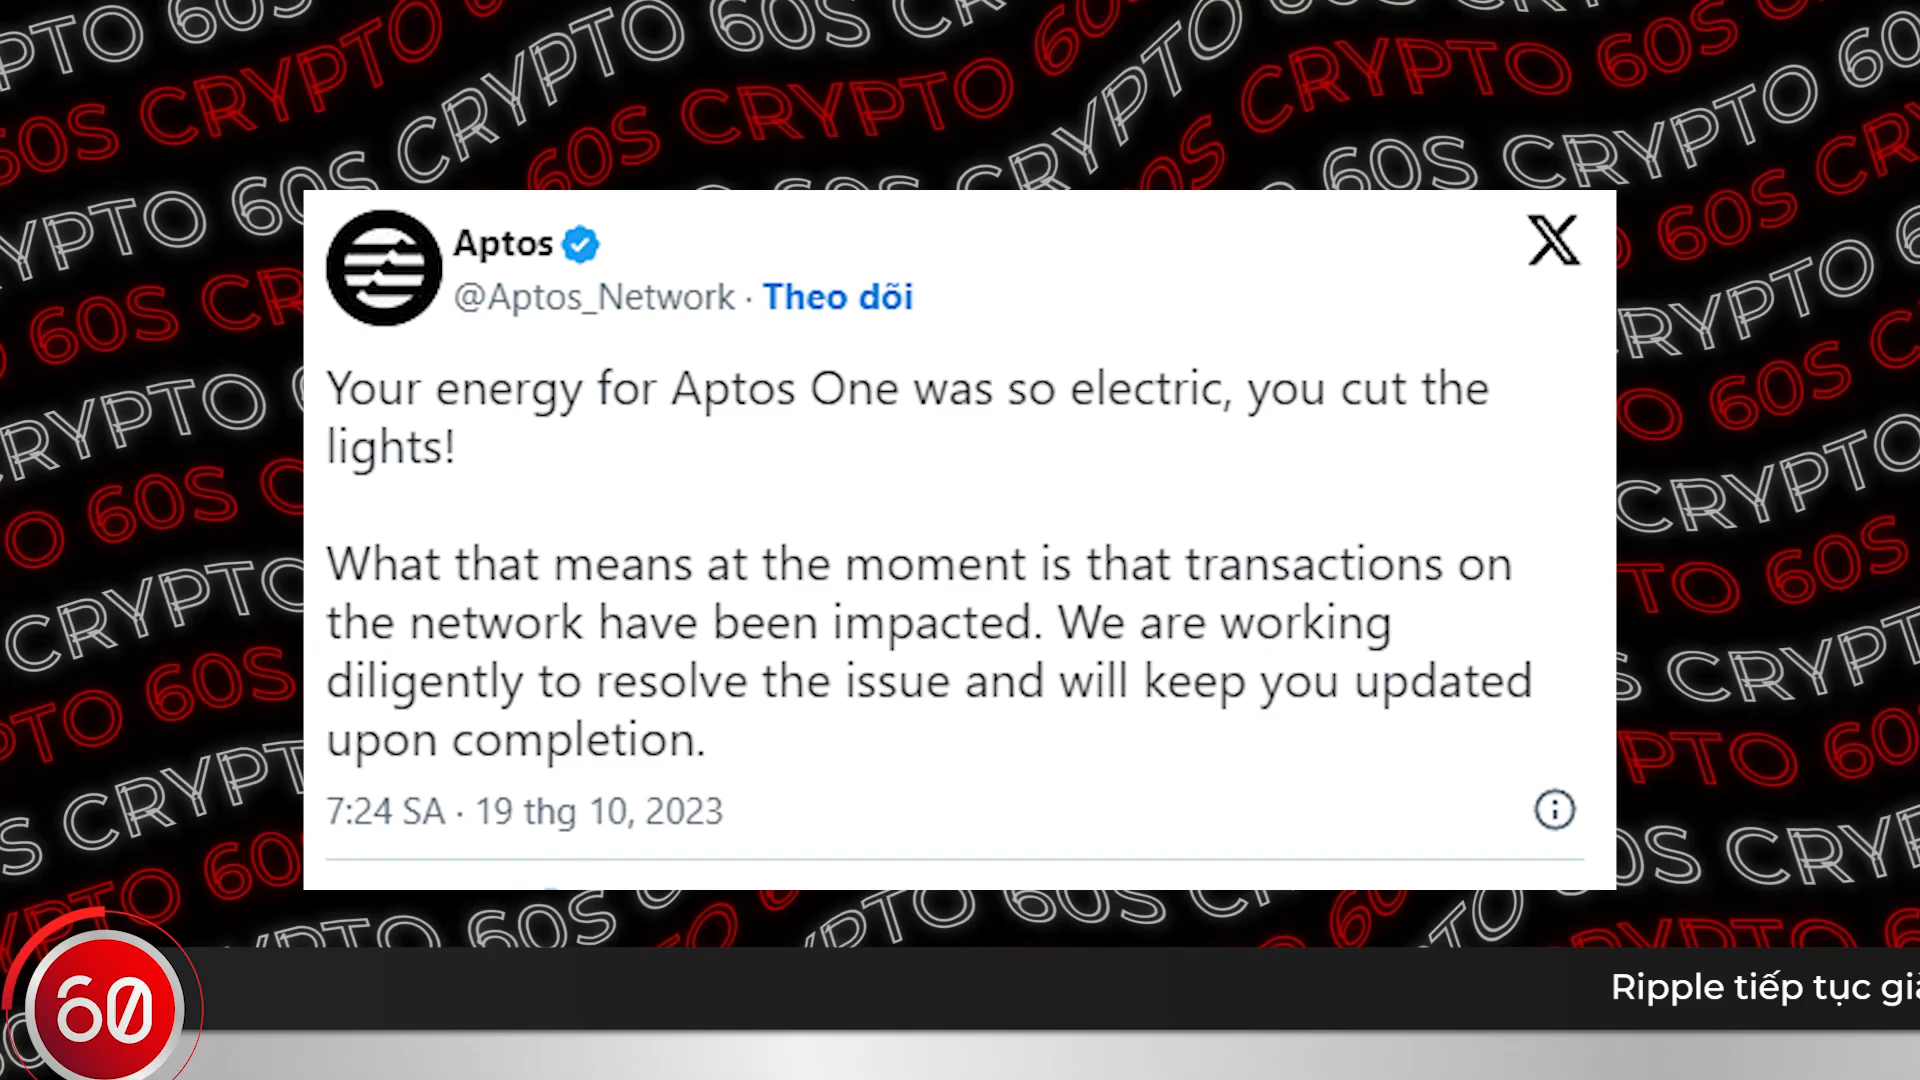 60S CRYPTO
Aptos
@Aptos_Network · Theo dõi
Your energy for Aptos One was so electric, you cut the
lights!
What that means at the moment is that transactions on
the network have been impacted. We are working
diligently to resolve the issue and will keep you updated
upon completion.
7:24 SA · 19 thg 10, 2023
60
Ripple tiếp tục